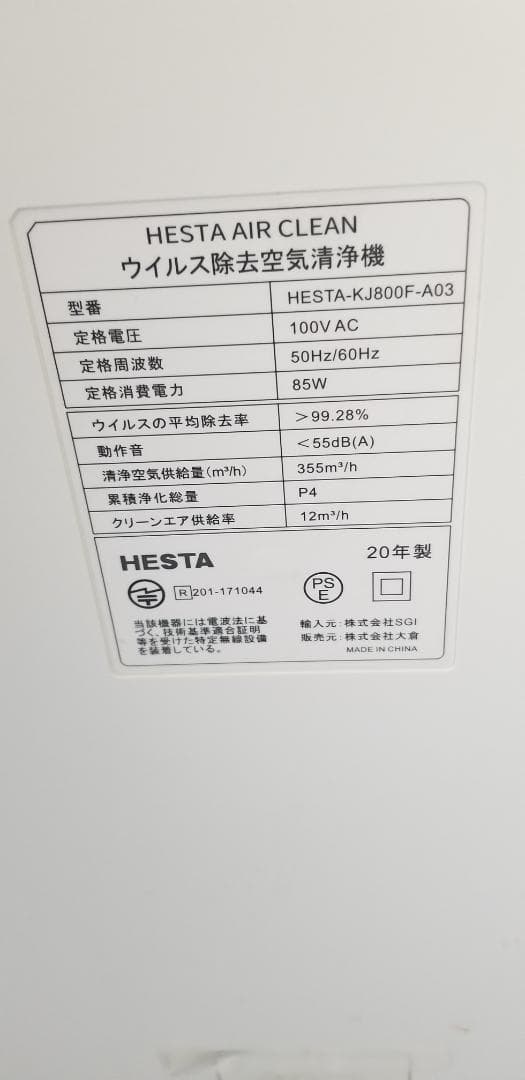 HESTA AIR CLEAN
ウイルス除去空気清浄機
型番 HESTA-KJ800F-A03
定格電圧 100V AC
定格周波数 50Hz/60Hz
定格消費電力 85W
ウイルスの平均除去率 ＞99.28%
動作音 ＜55dB(A)
清浄空気供給量(m³/h) 355m³/h
累積浄化総量 P4
クリーンエア供給率 12m³/h
HESTA 20年製
R 201-171044
PS
E
当該機器には電波法に基
づく、技術基準適合証明
等を受けた特定無線設備
を装着している。
輸入元: 株式会社SGI
販売元: 株式会社大倉
MADE IN CHINA